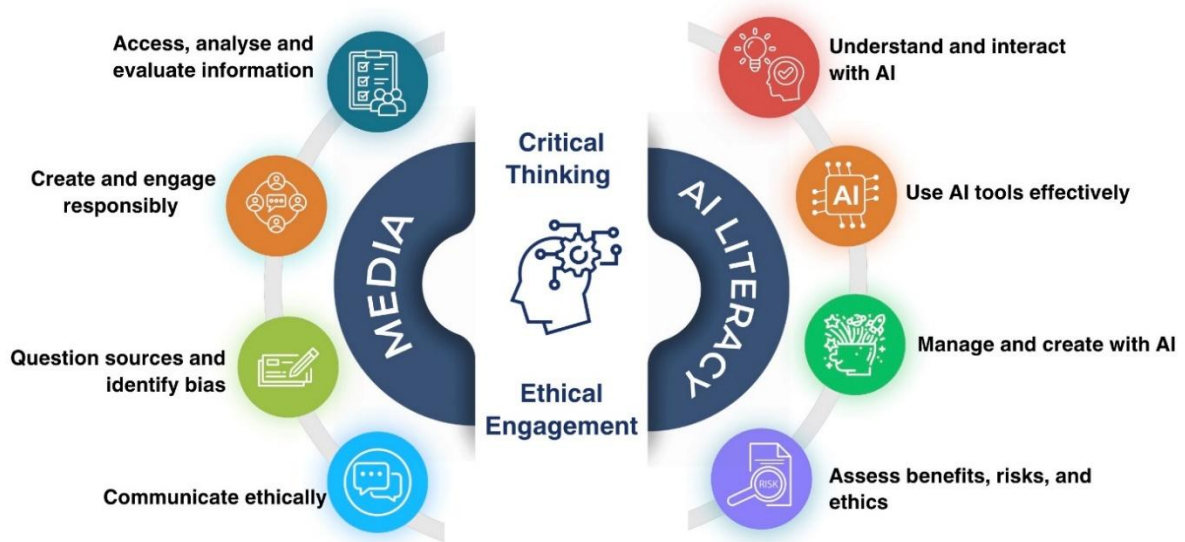 Access, analyse and
evaluate information
Create and engage
responsibly
Question sources and
identify bias
Communicate ethically
MEDIA
Critical
Thinking
Ethical
Engagement
AI LITERACY
Understand and interact
with AI
AI
Use AI tools effectively
Manage and create with AI
RISK
Assess benefits, risks, and
ethics